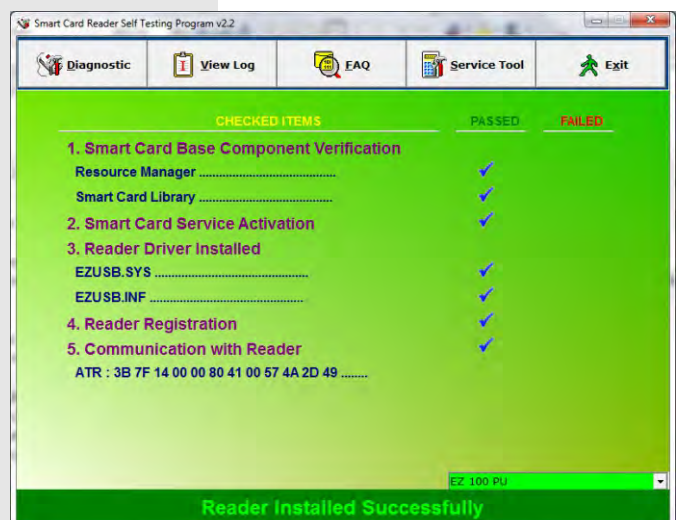 Smart Card Reader Self Testing Program v2.2
Diagnostic View Log FAQ Service Tool Exit
CHECKED ITEMS PASSED FAILED
1. Smart Card Base Component Verification
Resource Manager ..........................................
Smart Card Library .........................................
2. Smart Card Service Activation
3. Reader Driver Installed
EZUSB.SYS ...............................................
EZUSB.INF ...............................................
4. Reader Registration
5. Communication with Reader
ATR : 3B 7F 14 00 00 80 41 00 57 4A 2D 49 ........
EZ 100 PU
Reader Installed Successfully